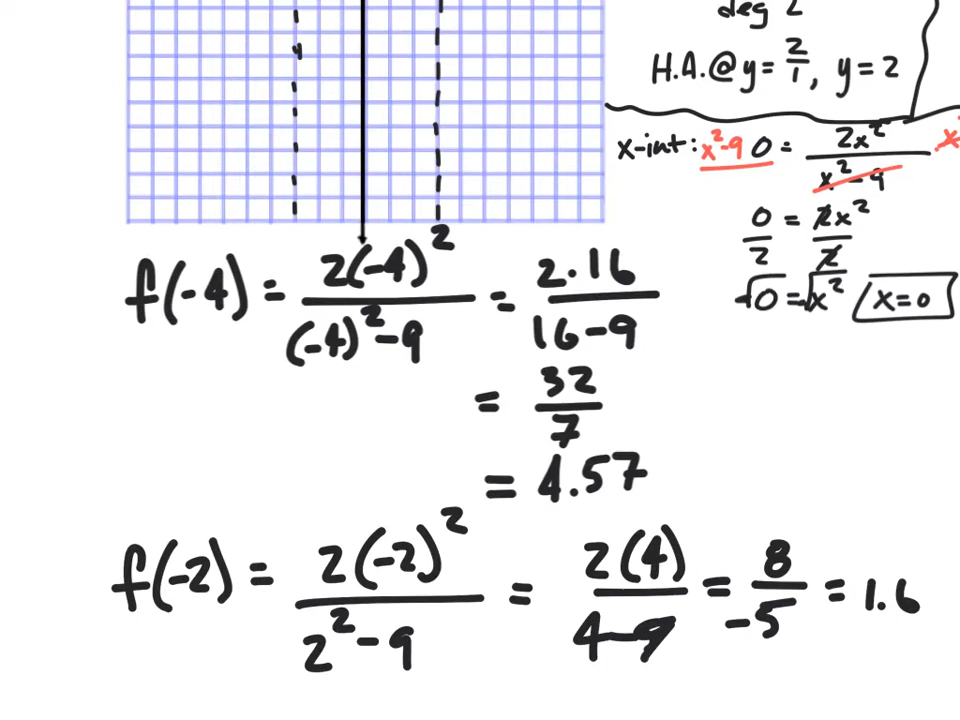 deg 2
H.A.@ y = 2/1, y = 2
x-int: x²-9 0 = 2x²/x²-9 ·x
0/2 = 2x²/2
√0 = √x² x=0
f(-4) = 2(-4)²/(-4)²-9 = 2·16/16-9
= 32/7
= 4.57
f(-2) = 2(-2)²/2²-9 = 2(4)/4-9 = 8/-5 = 1.6